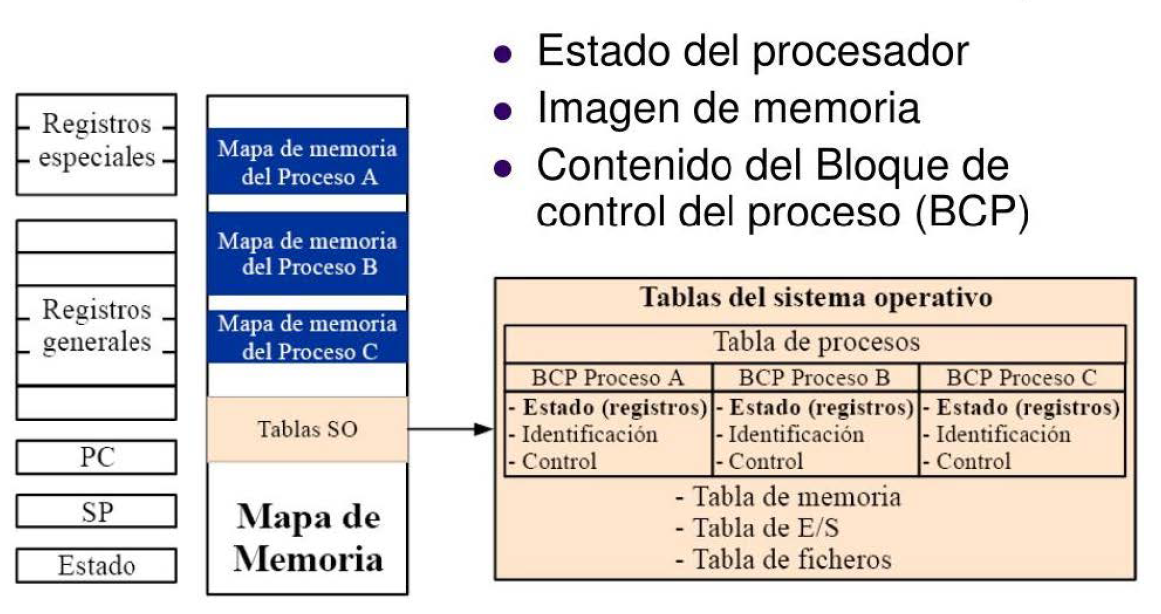 ● Estado del procesador
● Imagen de memoria
● Contenido del Bloque de
control del proceso (BCP)
Registros
especiales
Registros
generales
PC
SP
Estado
Mapa de memoria
del Proceso A
Mapa de memoria
del Proceso B
Mapa de memoria
del Proceso C
Tablas SO
Mapa de
Memoria
Tablas del sistema operativo
Tabla de procesos
BCP Proceso A BCP Proceso B BCP Proceso C
- Estado (registros) - Estado (registros) - Estado (registros)
- Identificación - Identificación - Identificación
- Control - Control - Control
- Tabla de memoria
- Tabla de E/S
- Tabla de ficheros